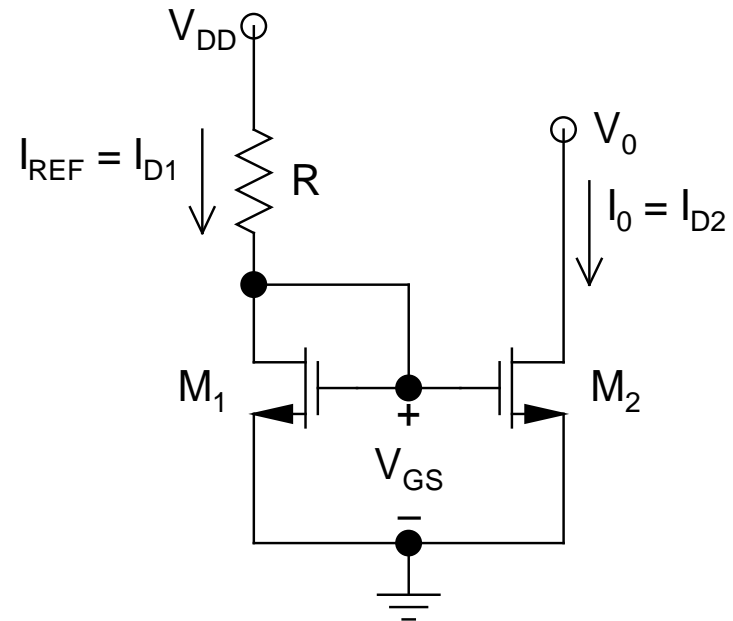 V_DD
I_REF = I_D1
R
V_0
I_0 = I_D2
M_1
M_2
+
V_GS
−